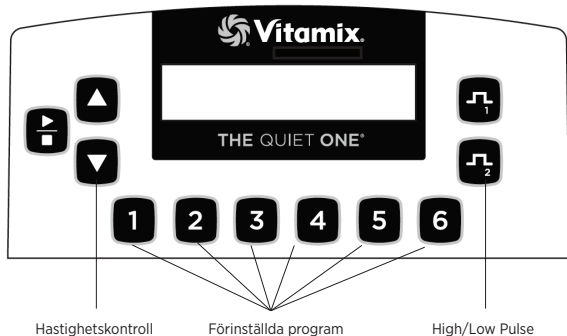 Vitamix®
THE QUIET ONE®
1
2
1 2 3 4 5 6
Hastighetskontroll Förinställda program High/Low Pulse